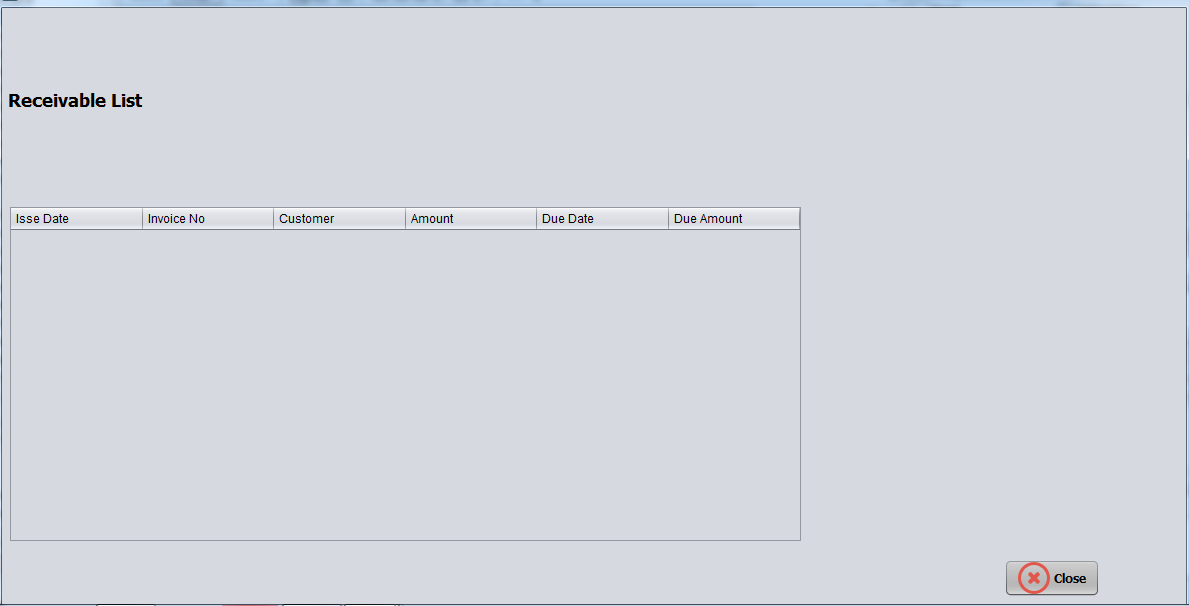 Receivable List
Isse Date Invoice No Customer Amount Due Date Due Amount
Close